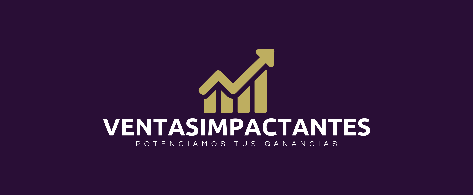 VENTASIMPACTANTES
POTENCIAMOS TUS GANANCIAS